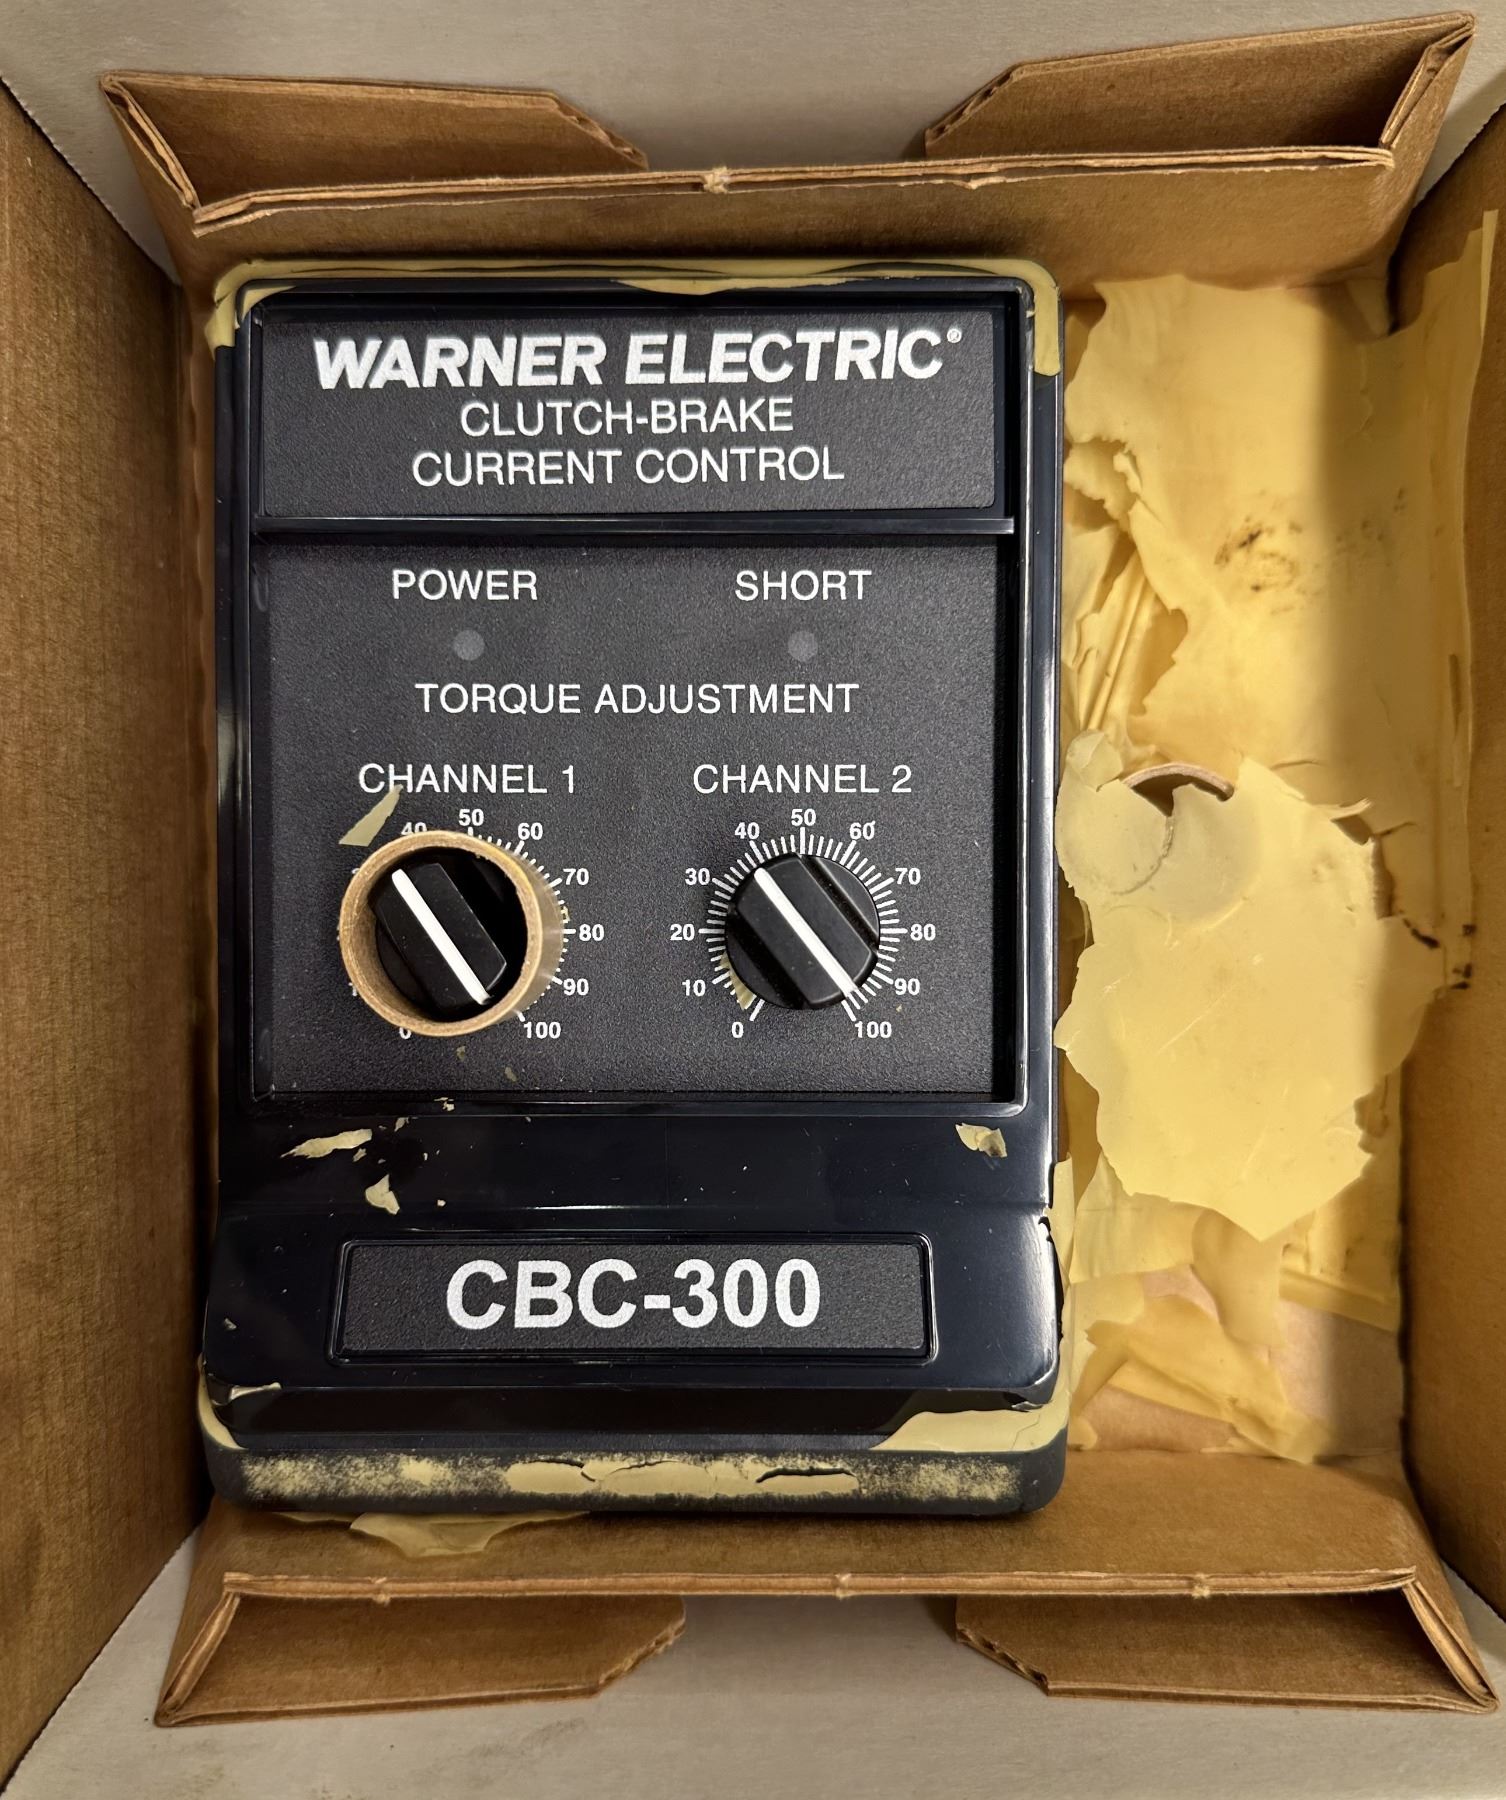 WARNER ELECTRIC®
CLUTCH-BRAKE
CURRENT CONTROL
POWER SHORT
TORQUE ADJUSTMENT
CHANNEL 1 CHANNEL 2
40 50 60 70 80 90 100
0 10 20 30 40 50 60 70 80 90 100
CBC-300